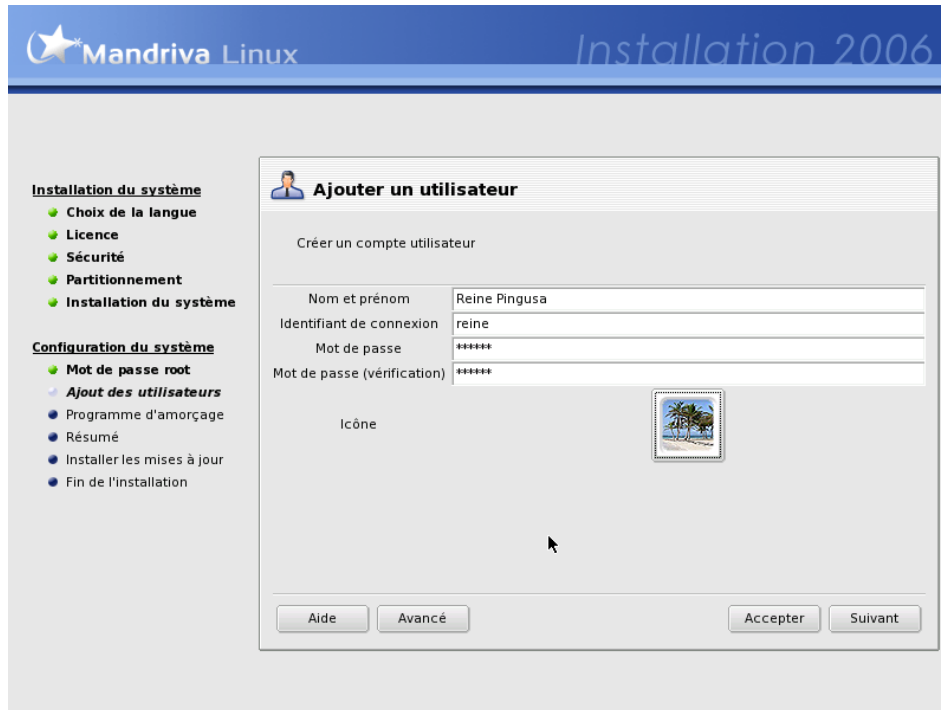 Mandriva Linux
Installation 2006
Installation du système
Choix de la langue
Licence
Sécurité
Partitionnement
Installation du système
Configuration du système
Mot de passe root
Ajout des utilisateurs
Programme d'amorçage
Résumé
Installer les mises à jour
Fin de l'installation
Ajouter un utilisateur
Créer un compte utilisateur
Nom et prénom Reine Pingusa
Identifiant de connexion reine
Mot de passe ******
Mot de passe (vérification) ******
Icône
Aide Avancé Accepter Suivant